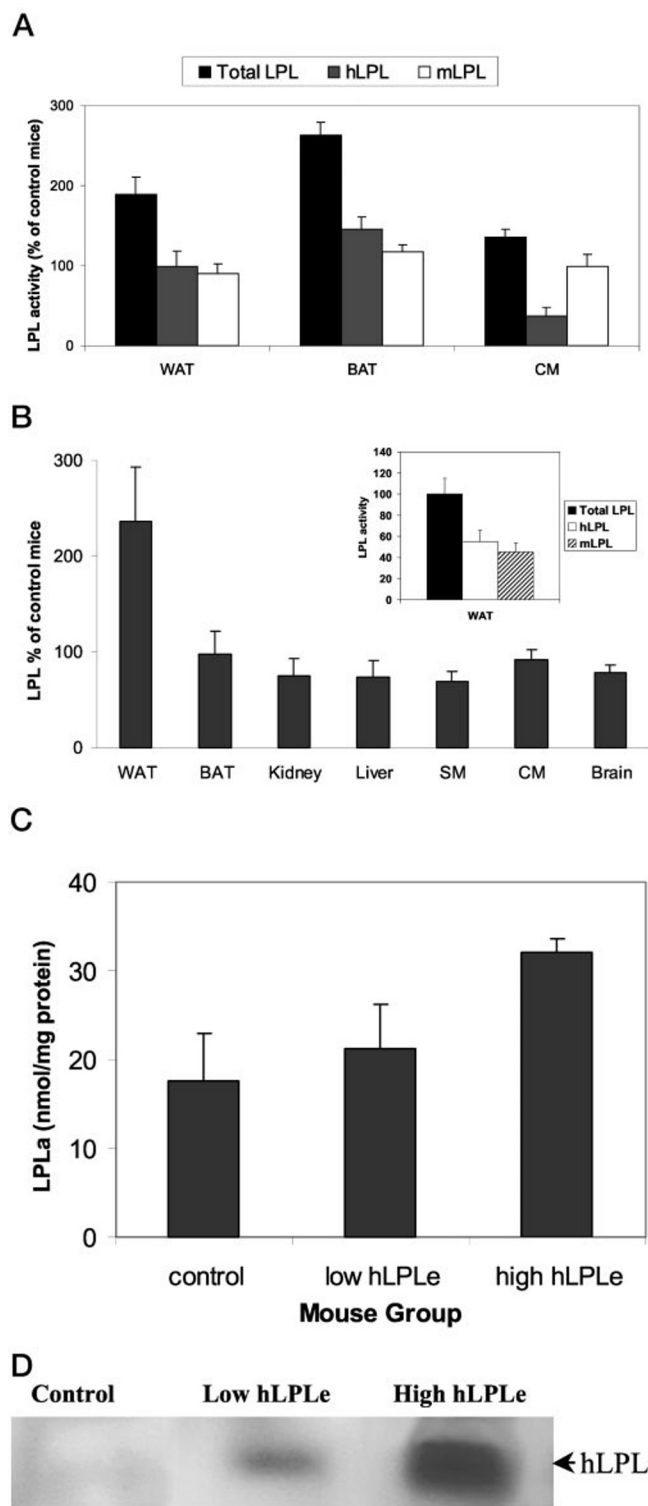 A
Total LPL hLPL mLPL
LPL activity (% of control mice)
300
200
100
0
WAT BAT CM
B
LPL % of control mice
300
200
100
0
WAT BAT Kidney Liver SM CM Brain
LPL activity
140
120
100
80
60
40
20
0
WAT
Total LPL
hLPL
mLPL
C
LPLa (nmol/mg protein)
40
30
20
10
0
control low hLPLe high hLPLe
Mouse Group
D
Control Low hLPLe High hLPLe
hLPL